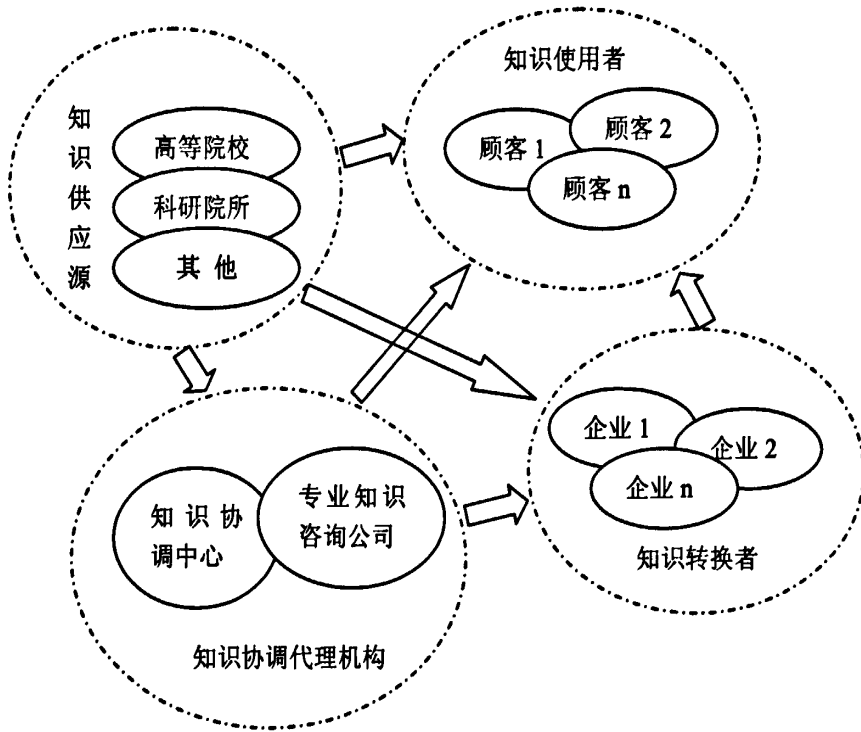 知识供应源
高等院校
科研院所
其 他
知识使用者
顾客 1
顾客 2
顾客 n
知 识 协
调中心
专业知识
咨询公司
知识协调代理机构
企业 1
企业 2
企业 n
知识转换者